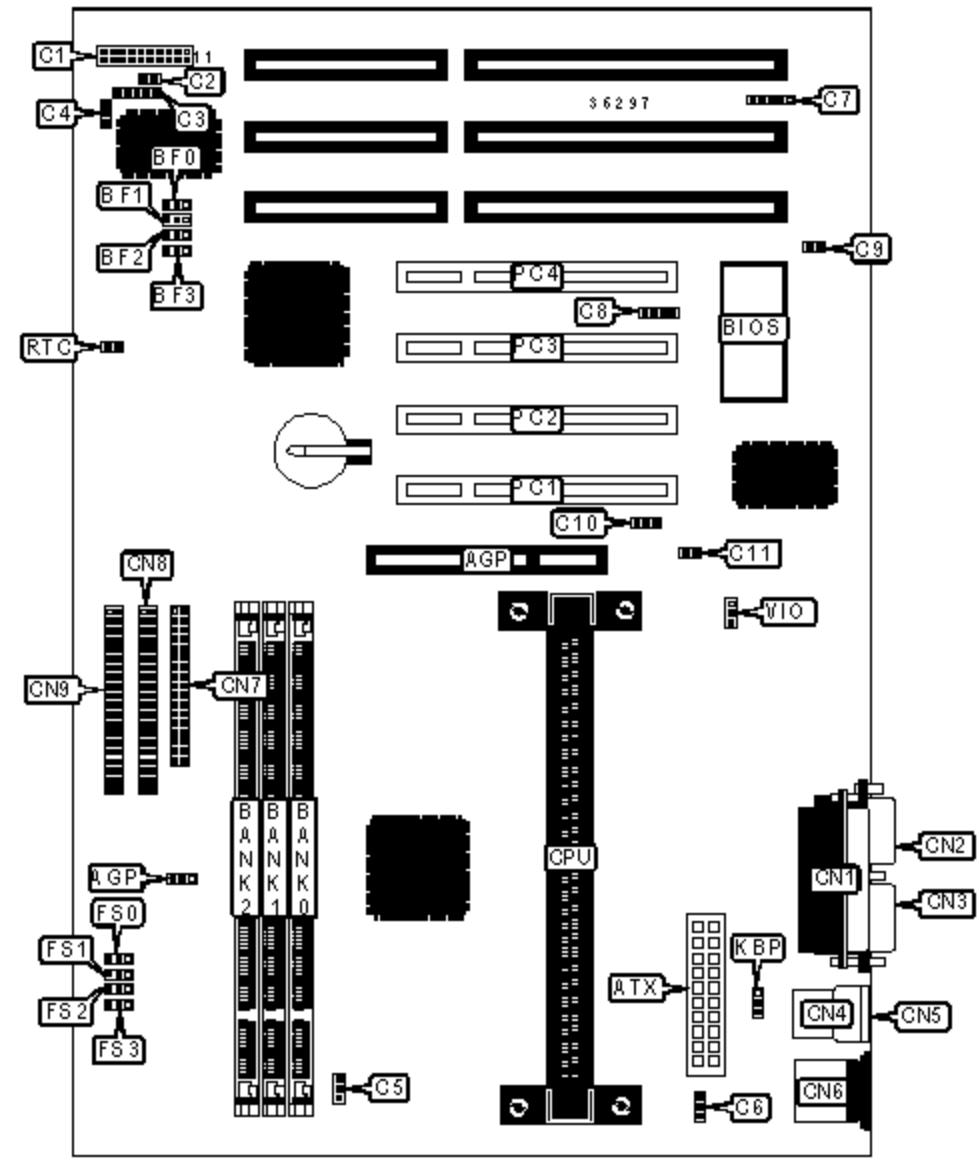 C1
11
C2
C4
C3
36297
C7
BF0
BF1
BF2
BF3
C9
PC4
C8
BIOS
RTC
PC3
PC2
PC1
C10
C11
AGP
CN8
VIO
CN9
CN7
BANK2
BANK1
BANK0
CPU
CN2
CN1
AGP
CN3
FS0
FS1
KBP
ATX
FS2
CN4
CN5
FS3
C5
CN6
C6